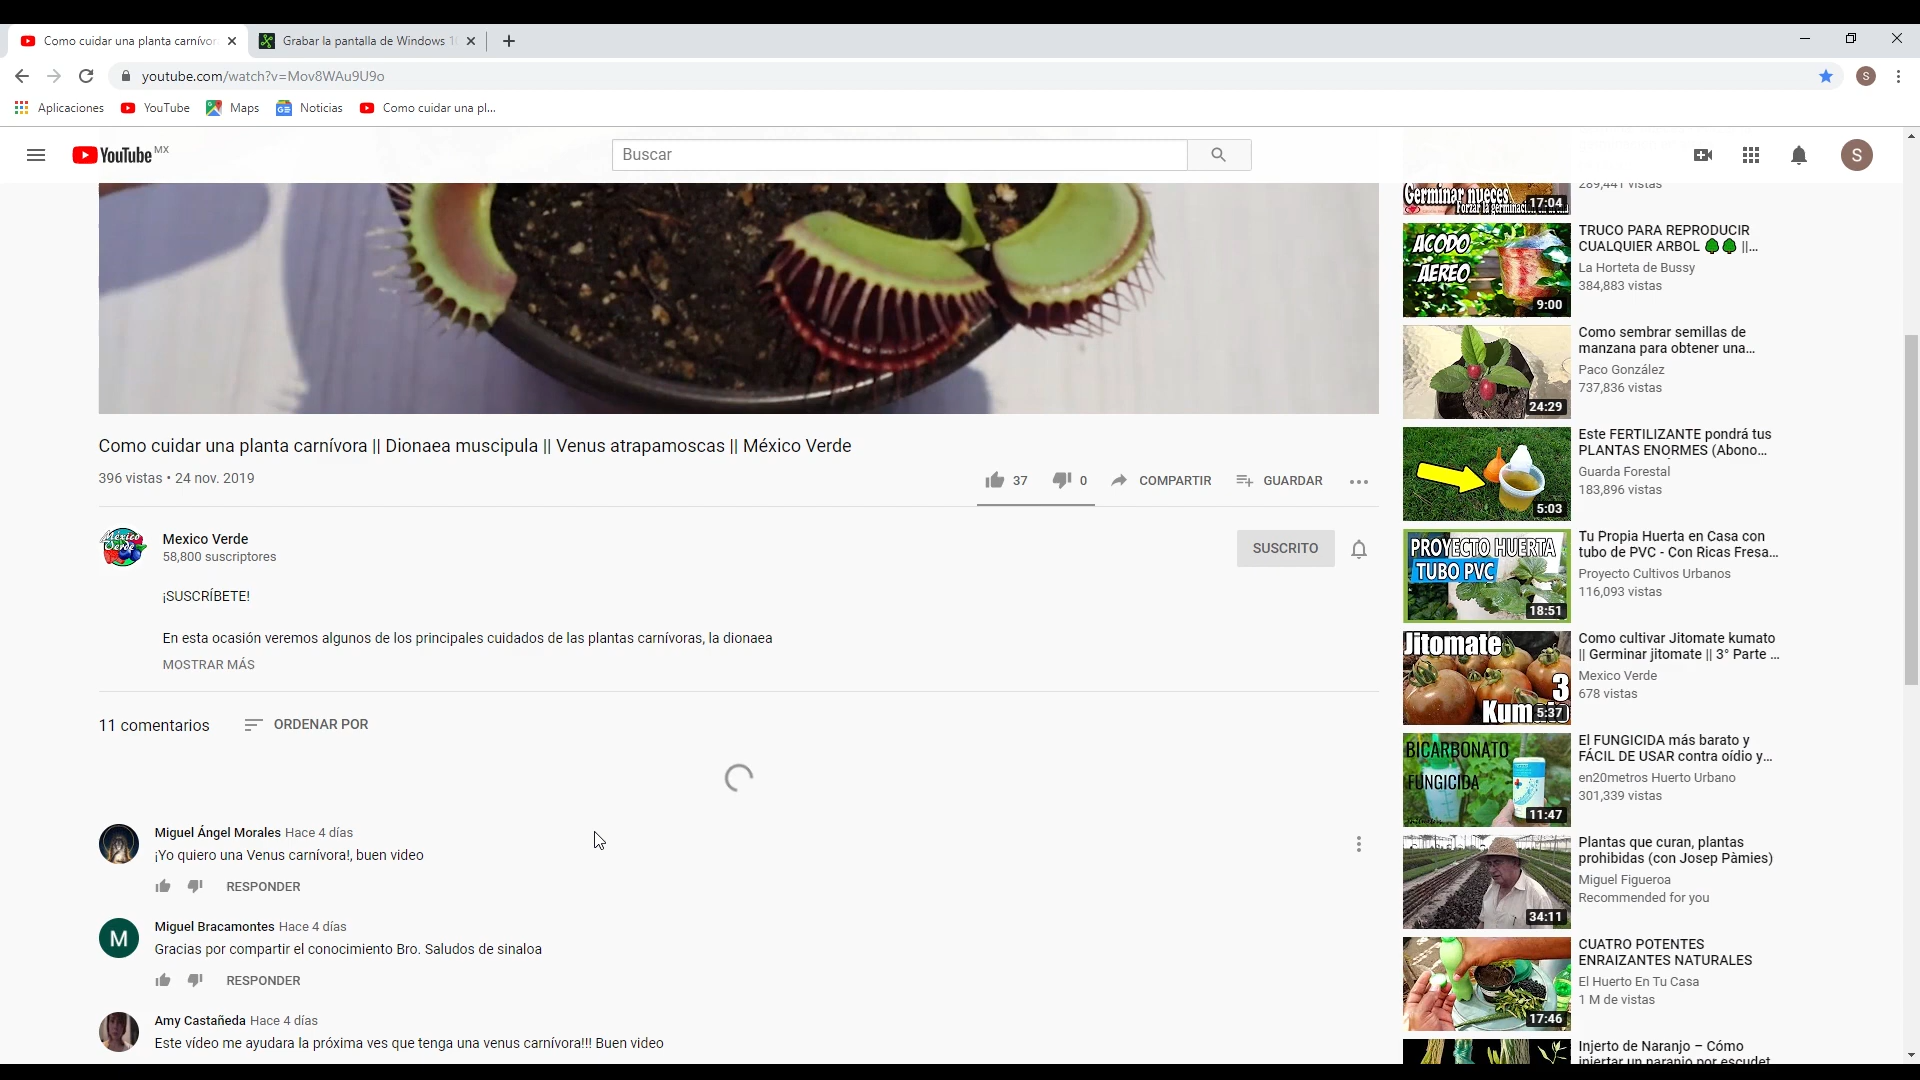 Como cuidar una planta carnívor
Grabar la pantalla de Windows 1
youtube.com/watch?v=Mov8WAu9U9o
S
Aplicaciones
YouTube
Maps
Noticias
Como cuidar una pl...
YouTube MX
Buscar
S
Como cuidar una planta carnívora || Dionaea muscipula || Venus atrapamoscas || México Verde
396 vistas • 24 nov. 2019
37
0
COMPARTIR
GUARDAR
Mexico Verde
Mexico Verde
58,800 suscriptores
SUSCRITO
¡SUSCRÍBETE!
En esta ocasión veremos algunos de los principales cuidados de las plantas carnívoras, la dionaea
MOSTRAR MÁS
11 comentarios
ORDENAR POR
Miguel Ángel Morales Hace 4 días
¡Yo quiero una Venus carnívora!, buen video
RESPONDER
M
Miguel Bracamontes Hace 4 días
Gracias por compartir el conocimiento Bro. Saludos de sinaloa
RESPONDER
Amy Castañeda Hace 4 días
Este vídeo me ayudara la próxima ves que tenga una venus carnívora!!! Buen video
289,441 vistas
Germinar nueces
Forzar la germinación
17:04
ACODO
AEREO
9:00
TRUCO PARA REPRODUCIR
CUALQUIER ARBOL 🌳🌳 ||...
La Horteta de Bussy
384,883 vistas
24:29
Como sembrar semillas de
manzana para obtener una...
Paco González
737,836 vistas
5:03
Este FERTILIZANTE pondrá tus
PLANTAS ENORMES (Abono...
Guarda Forestal
183,896 vistas
PROYECTO HUERTA
TUBO PVC
18:51
Tu Propia Huerta en Casa con
tubo de PVC - Con Ricas Fresa...
Proyecto Cultivos Urbanos
116,093 vistas
Jitomate
3
Kumato
5:37
Como cultivar Jitomate kumato
|| Germinar jitomate || 3° Parte ...
Mexico Verde
678 vistas
BICARBONATO
FUNGICIDA
11:47
El FUNGICIDA más barato y
FÁCIL DE USAR contra oídio y...
en20metros Huerto Urbano
301,339 vistas
34:11
Plantas que curan, plantas
prohibidas (con Josep Pàmies)
Miguel Figueroa
Recommended for you
17:46
CUATRO POTENTES
ENRAIZANTES NATURALES
El Huerto En Tu Casa
1 M de vistas
Injerto de Naranjo – Cómo
injertar un naranjo por escudet